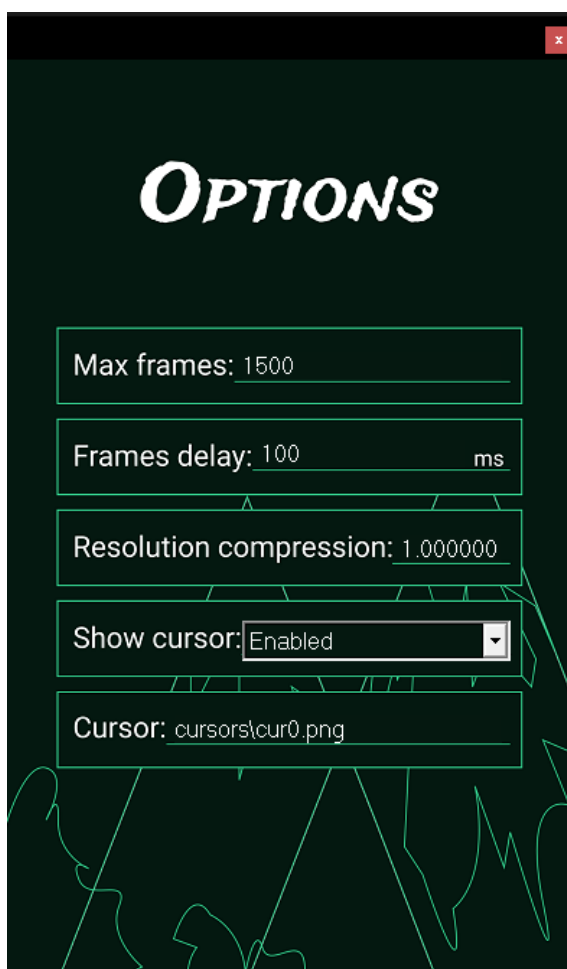 x
OPTIONS
Max frames: 1500
Frames delay: 100 ms
Resolution compression: 1.000000
Show cursor: Enabled
Cursor: cursors\cur0.png